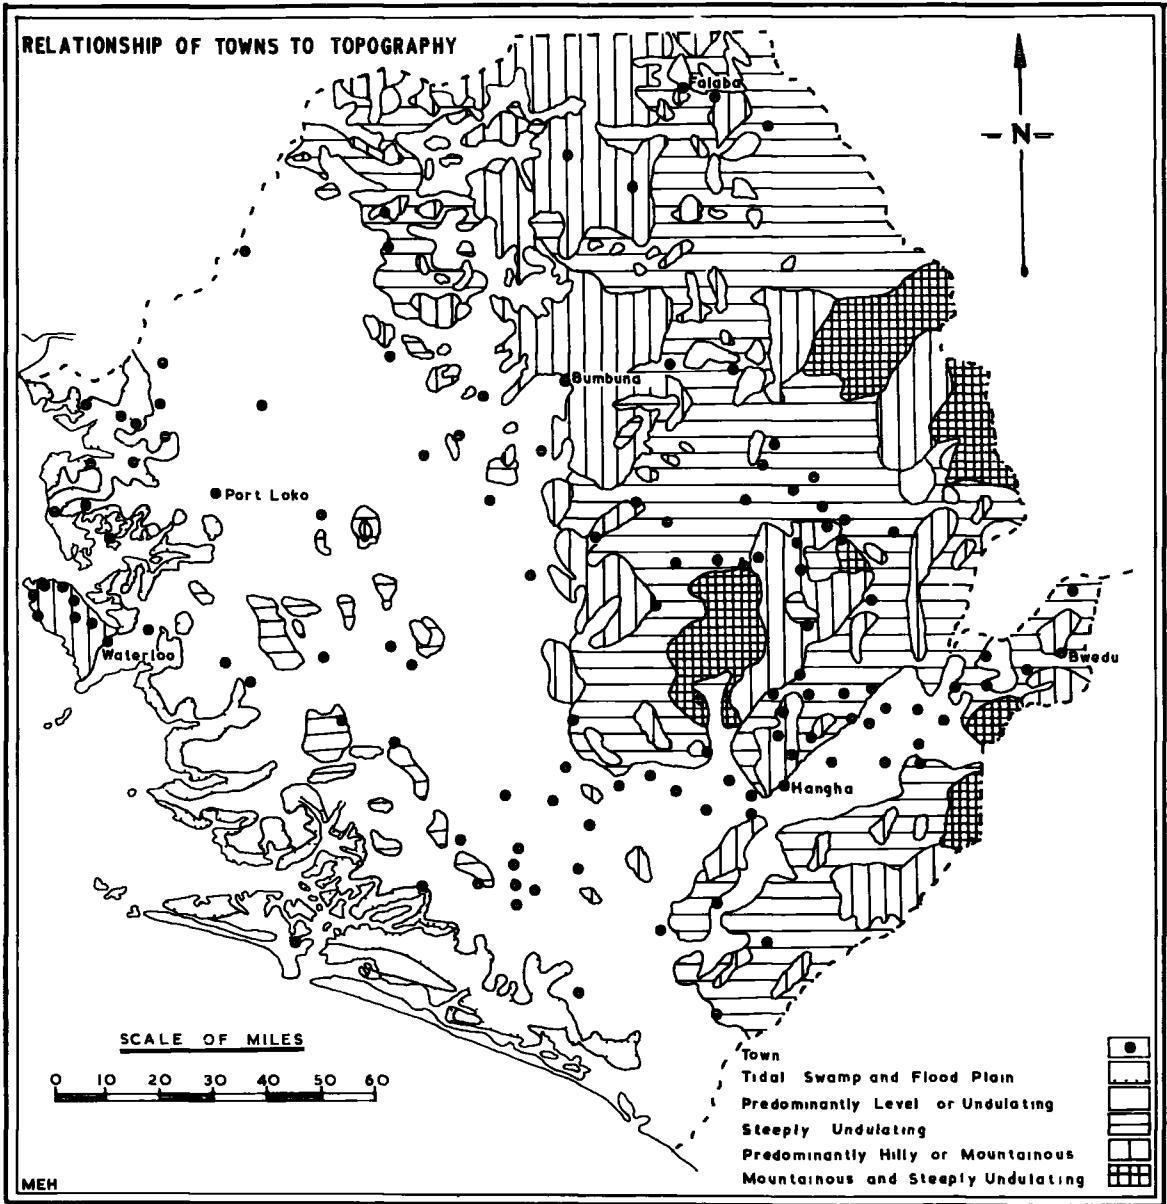 RELATIONSHIP OF TOWNS TO TOPOGRAPHY
Falaba
- N -
Bumbuna
Port Loko
Waterloo
Bwedu
Hangha
SCALE OF MILES
0 10 20 30 40 50 60
Town
Tidal Swamp and Flood Plain
Predominantly Level or Undulating
Steeply Undulating
Predominantly Hilly or Mountainous
Mountainous and Steeply Undulating
MEH